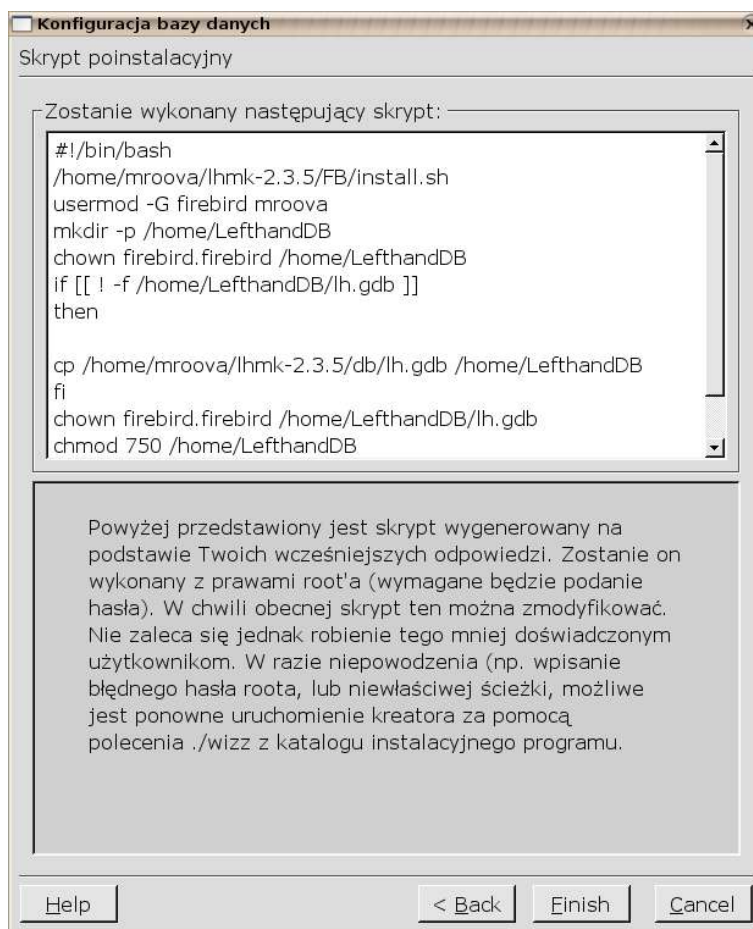 Konfiguracja bazy danych
Skrypt poinstalacyjny
Zostanie wykonany następujący skrypt:
#!/bin/bash
/home/mroova/lhmk-2.3.5/FB/install.sh
usermod -G firebird mroova
mkdir -p /home/LefthandDB
chown firebird.firebird /home/LefthandDB
if [[ ! -f /home/LefthandDB/lh.gdb ]]
then
cp /home/mroova/lhmk-2.3.5/db/lh.gdb /home/LefthandDB
fi
chown firebird.firebird /home/LefthandDB/lh.gdb
chmod 750 /home/LefthandDB
Powyżej przedstawiony jest skrypt wygenerowany na
podstawie Twoich wcześniejszych odpowiedzi. Zostanie on
wykonany z prawami root'a (wymagane będzie podanie
hasła). W chwili obecnej skrypt ten można zmodyfikować.
Nie zaleca się jednak robienie tego mniej doświadczonym
użytkownikom. W razie niepowodzenia (np. wpisanie
błędnego hasła roota, lub niewłaściwej ścieżki, możliwe
jest ponowne uruchomienie kreatora za pomocą
polecenia ./wizz z katalogu instalacyjnego programu.
Help
< Back
Finish
Cancel